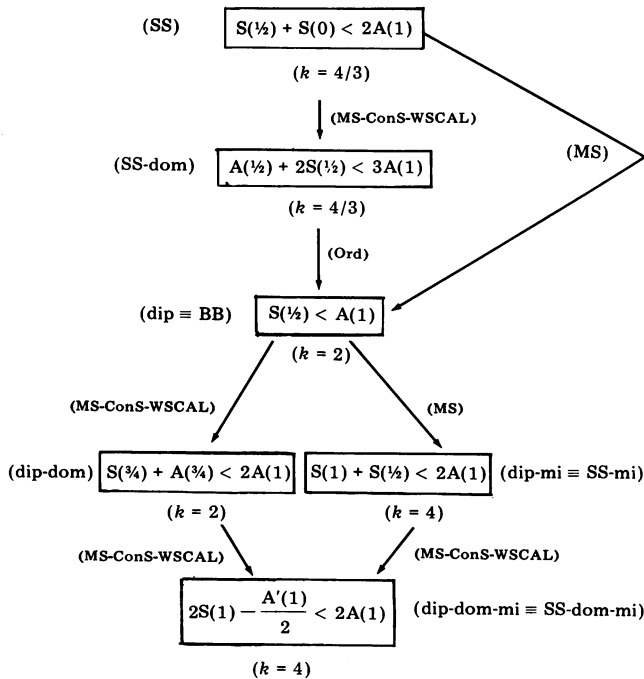 (SS) S(½) + S(0) < 2A(1)
(k = 4/3)
(MS-ConS-WSCAL)
(MS)
(SS-dom) A(½) + 2S(½) < 3A(1)
(k = 4/3)
(Ord)
(dip ≡ BB) S(½) < A(1)
(k = 2)
(MS-ConS-WSCAL) (MS)
(dip-dom) S(¾) + A(¾) < 2A(1) S(1) + S(½) < 2A(1) (dip-mi ≡ SS-mi)
(k = 2) (k = 4)
(MS-ConS-WSCAL) (MS-ConS-WSCAL)
2S(1) − A′(1)/2 < 2A(1) (dip-dom-mi ≡ SS-dom-mi)
(k = 4)